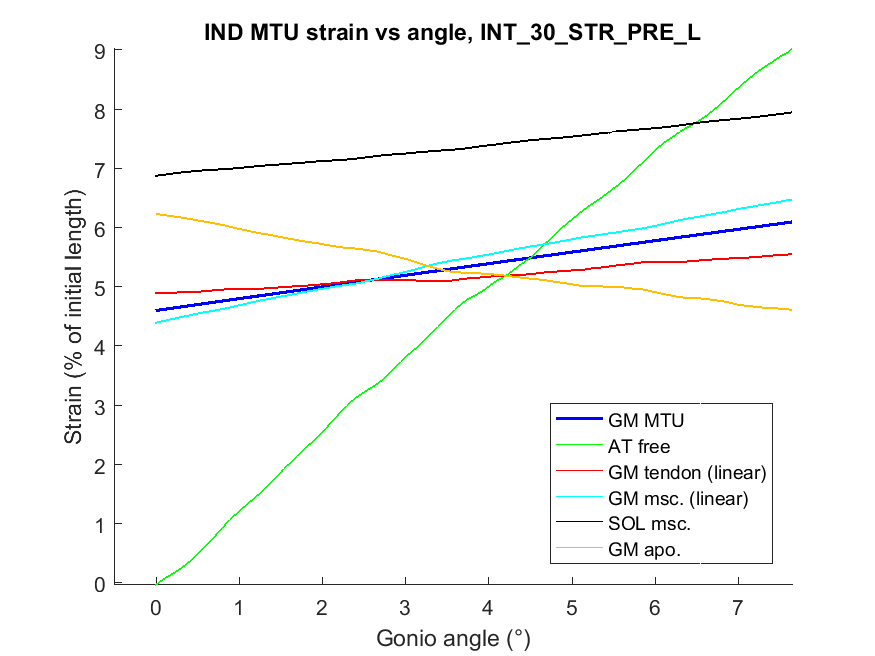 IND MTU strain vs angle, INT_30_STR_PRE_L
9
8
7
6
5
4
3
2
1
0
Strain (% of initial length)
0 1 2 3 4 5 6 7
Gonio angle (°)
GM MTU
AT free
GM tendon (linear)
GM msc. (linear)
SOL msc.
GM apo.